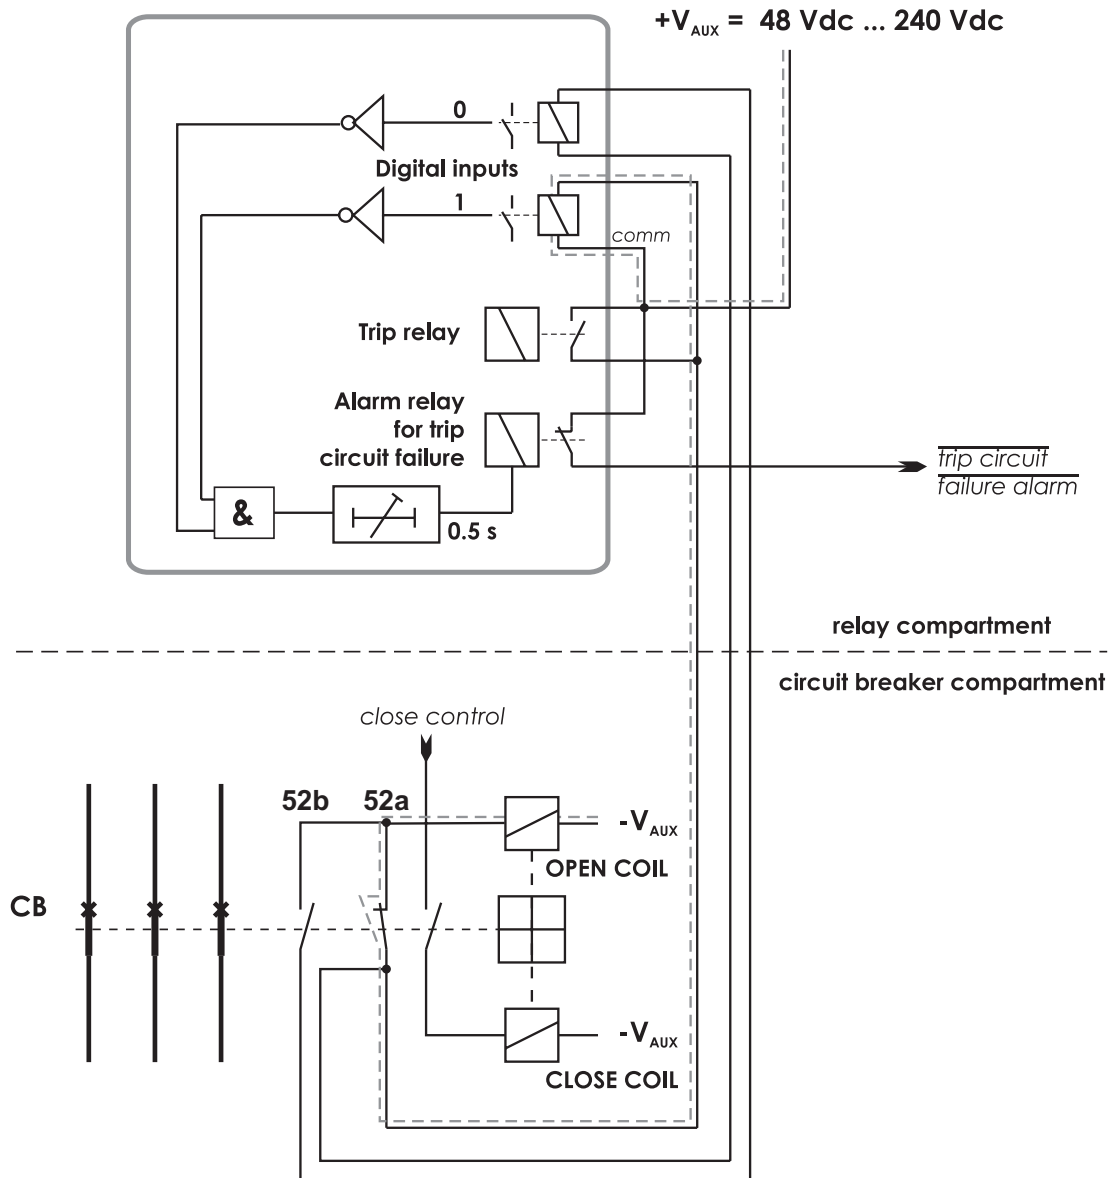 +VAUX = 48 Vdc ... 240 Vdc
0
Digital inputs
1
comm
Trip relay
Alarm relay
for trip
circuit failure
trip circuit
failure alarm
&
0.5 s
relay compartment
circuit breaker compartment
close control
52b 52a
-VAUX
OPEN COIL
CB
-VAUX
CLOSE COIL